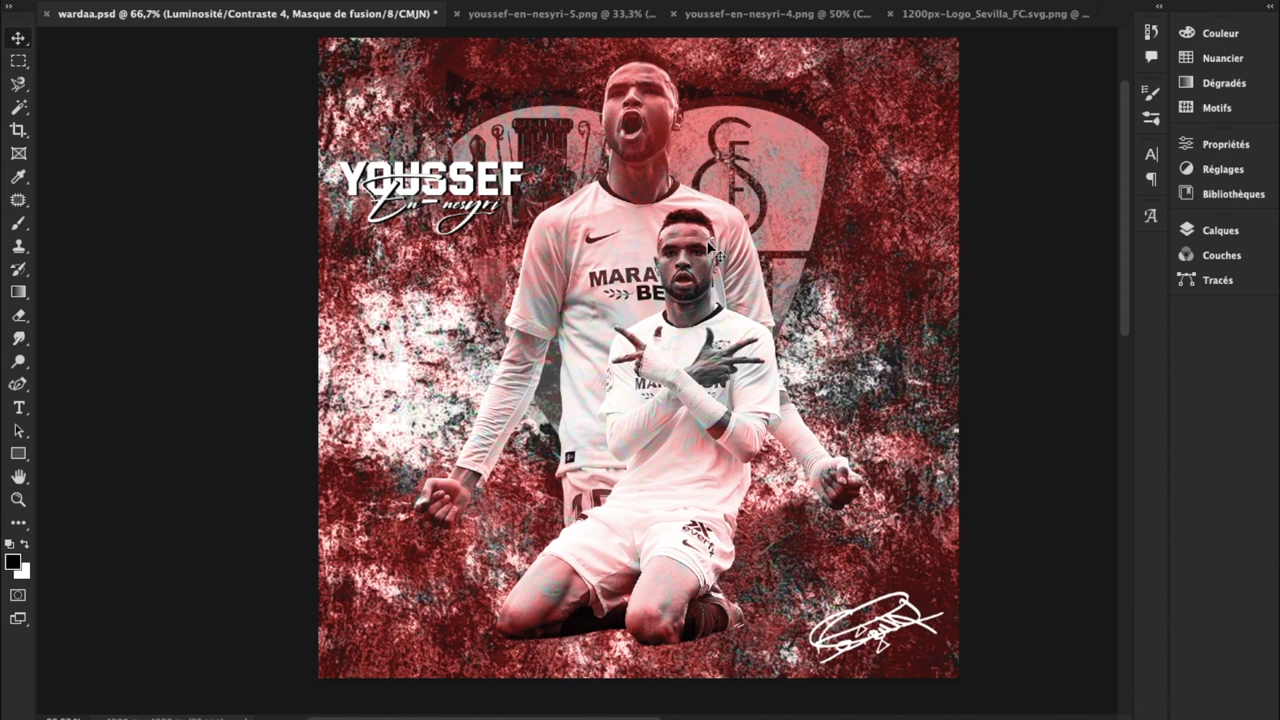 wardaa.psd @ 66,7% (Luminosité/Contraste 4, Masque de fusion/8/CMJN) *
youssef-en-nesyri-5.png @ 33,3% (...
youssef-en-nesyri-4.png @ 50% (C...
1200px-Logo_Sevilla_FC.svg.png @ ...
Couleur
Nuancier
Dégradés
Motifs
Propriétés
Réglages
Bibliothèques
Calques
Couches
Tracés
YOUSSEF
En-nesyri
MARA
BE